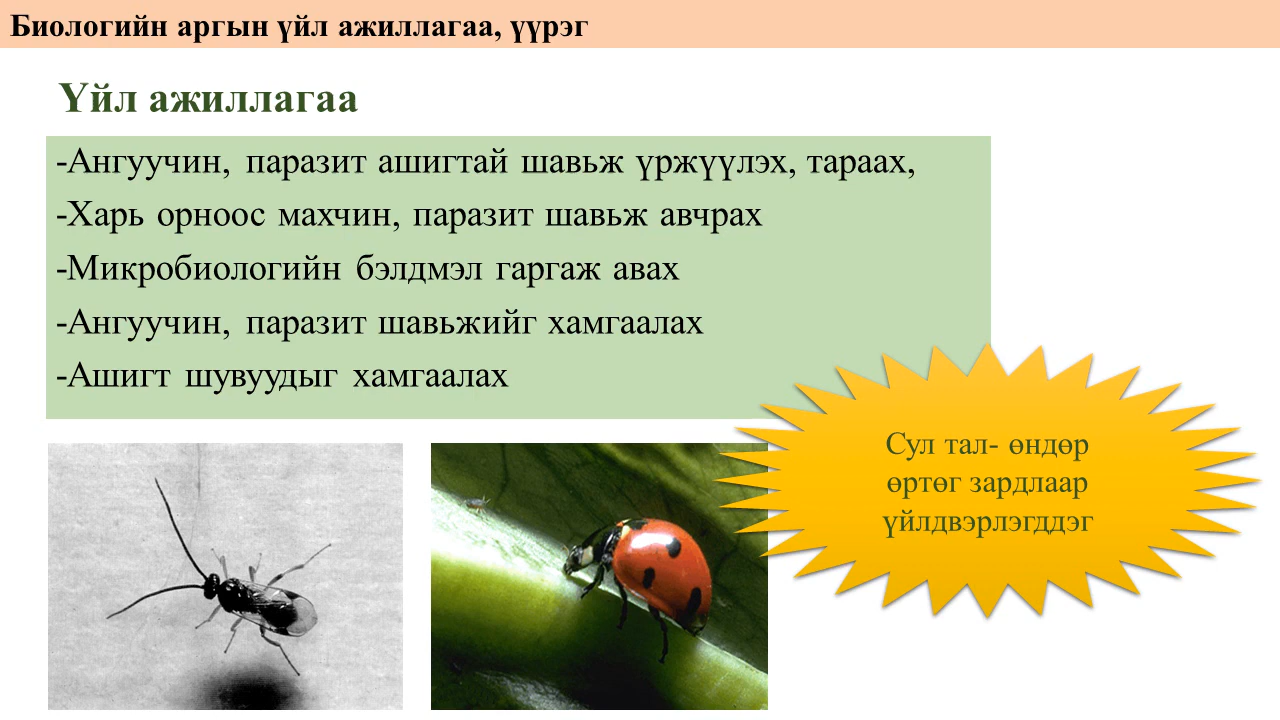 Биологийн аргын үйл ажиллагаа, үүрэг
Үйл ажиллагаа
-Ангуучин, паразит ашигтай шавьж үржүүлэх, тараах,
-Харь орноос махчин, паразит шавьж авчрах
-Микробиологийн бэлдмэл гаргаж авах
-Ангуучин, паразит шавьжийг хамгаалах
-Ашигт шувуудыг хамгаалах
Сул тал- өндөр
өртөг зардлаар
үйлдвэрлэгддэг